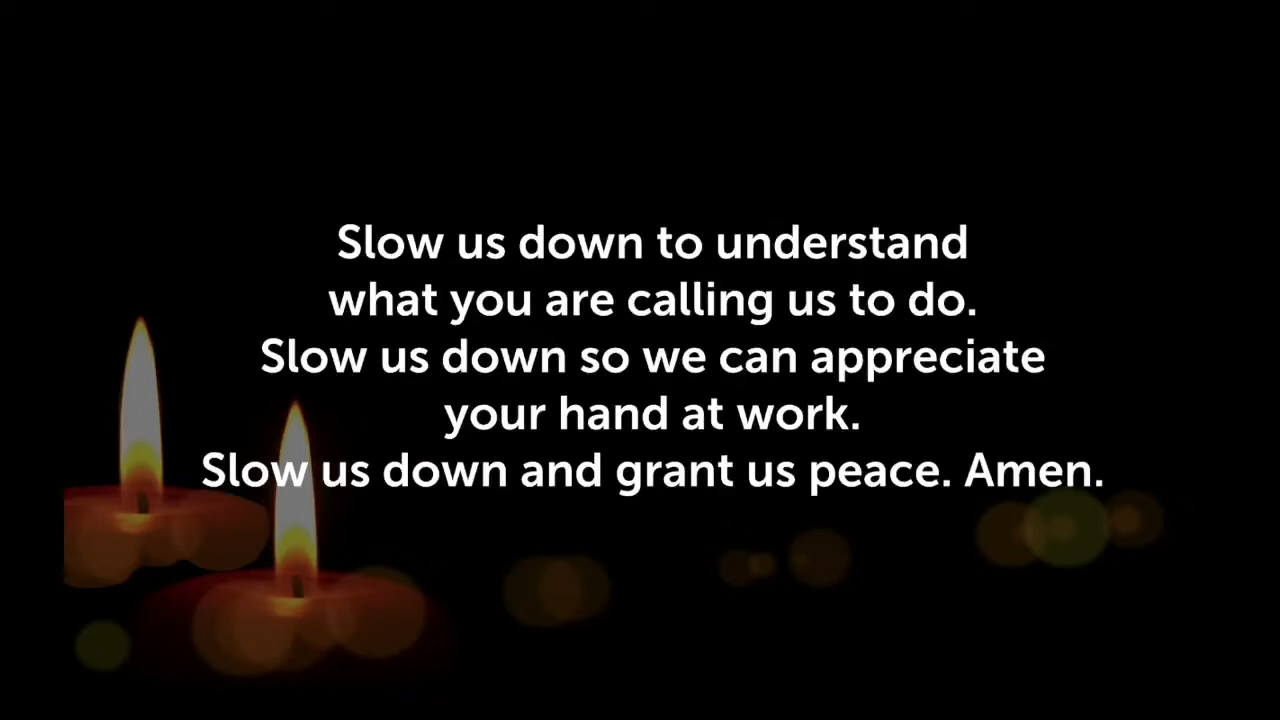 Slow us down to understand
what you are calling us to do.
Slow us down so we can appreciate
your hand at work.
Slow us down and grant us peace. Amen.